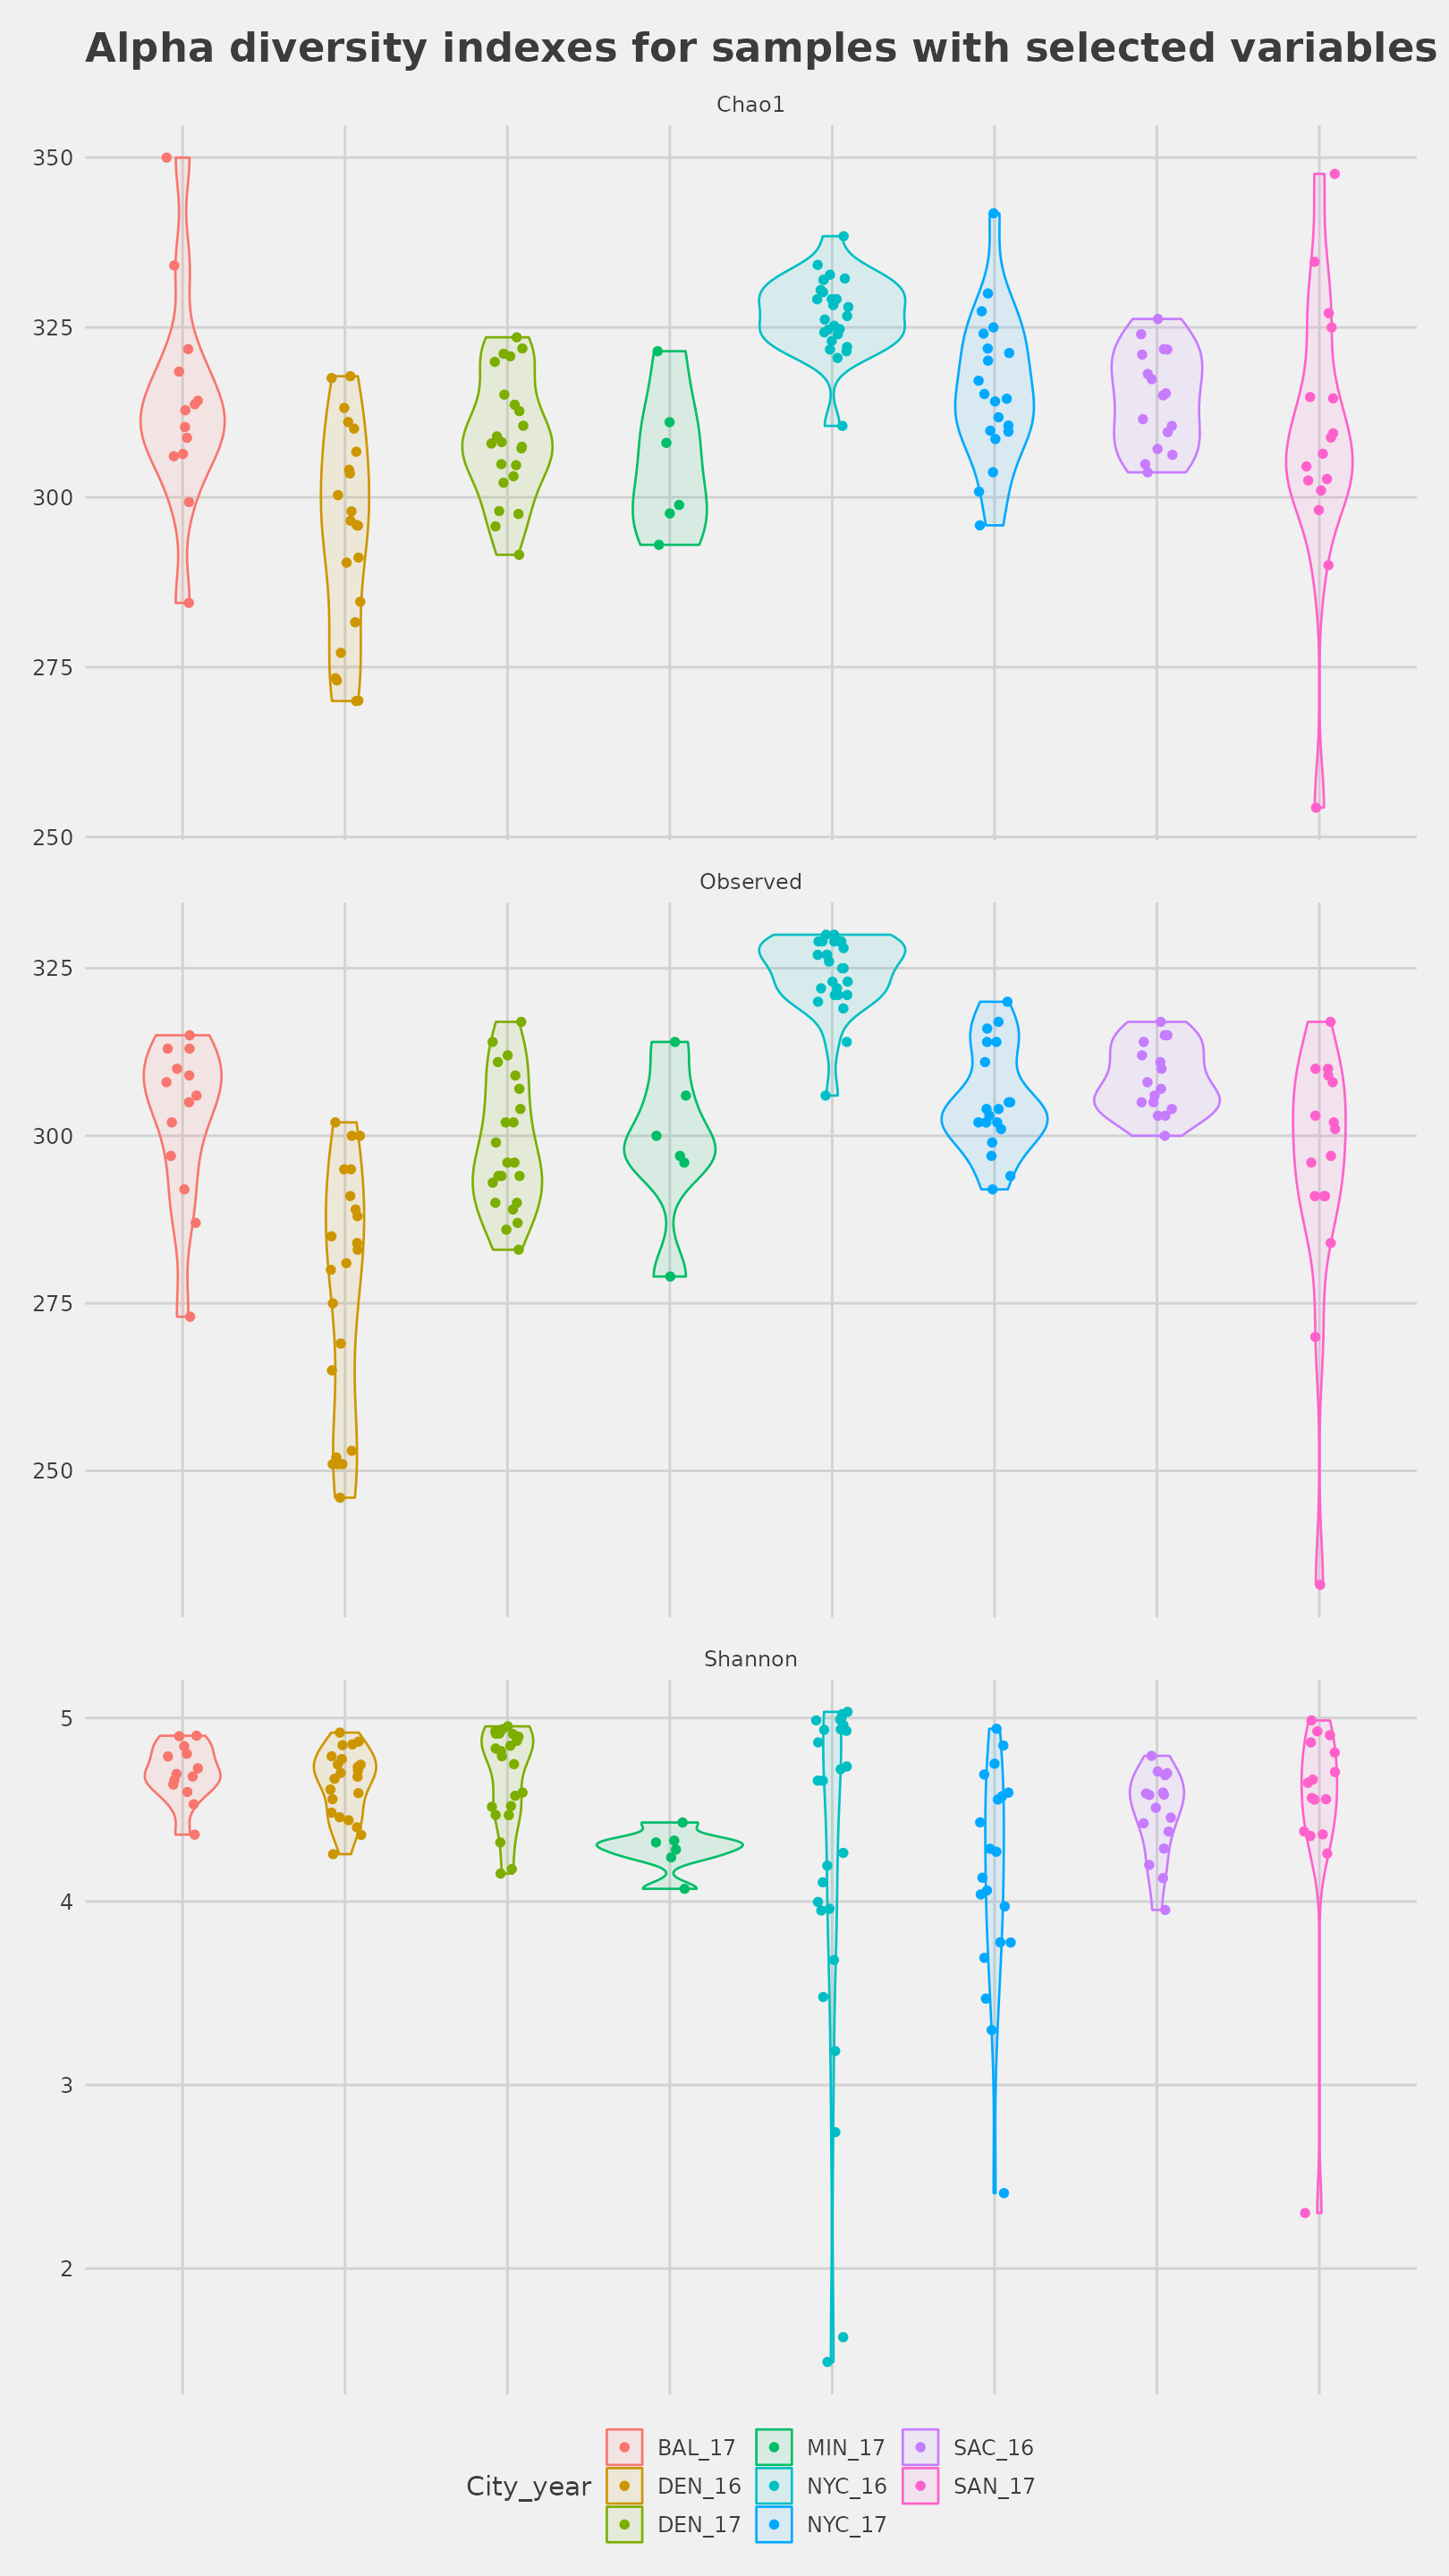 Alpha diversity indexes for samples with selected variables
Chao1
350
325
300
275
250
Observed
325
300
275
250
Shannon
5
4
3
2
City_year
BAL_17 MIN_17 SAC_16
DEN_16 NYC_16 SAN_17
DEN_17 NYC_17